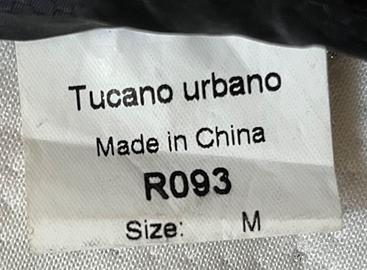 Tucano urbano
Made in China
R093
Size: M